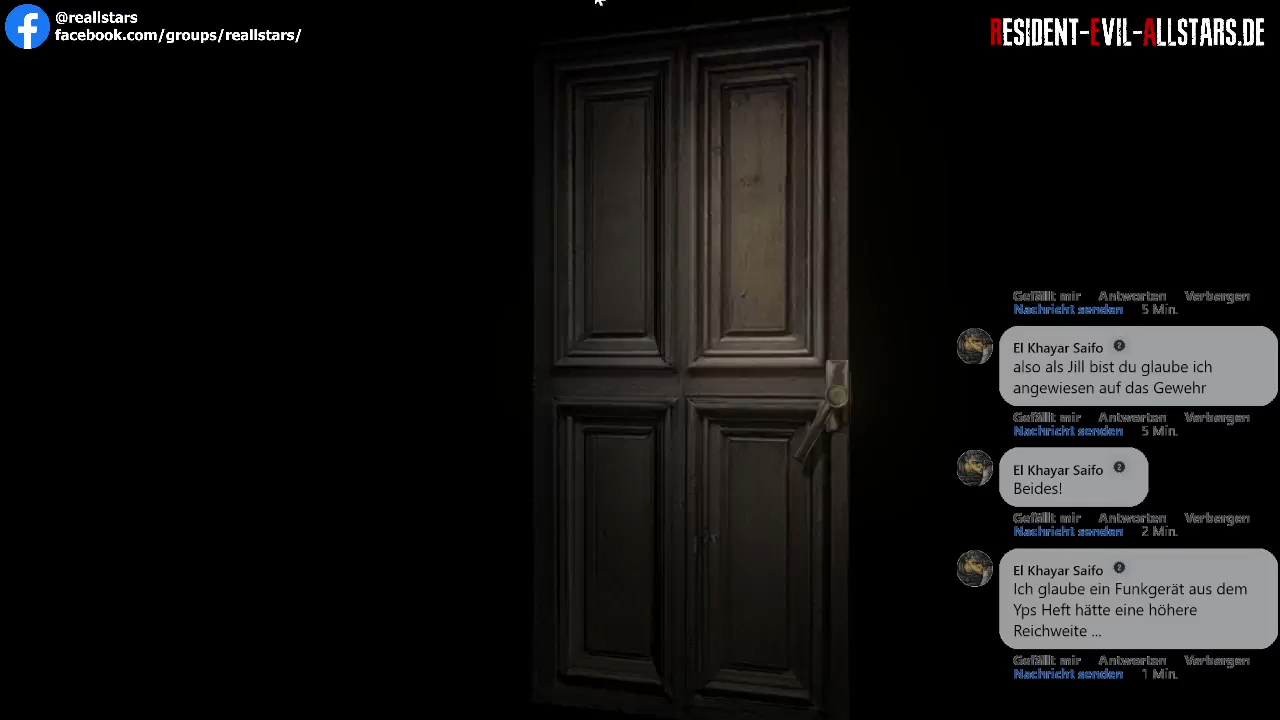 @reallstars
facebook.com/groups/reallstars/
RESIDENT-EVIL-ALLSTARS.DE
Gefällt mir Antworten Verbergen
Nachricht senden 5 Min.
El Khayar Saifo
also als Jill bist du glaube ich
angewiesen auf das Gewehr
Gefällt mir Antworten Verbergen
Nachricht senden 5 Min.
El Khayar Saifo
Beides!
Gefällt mir Antworten Verbergen
Nachricht senden 2 Min.
El Khayar Saifo
Ich glaube ein Funkgerät aus dem
Yps Heft hätte eine höhere
Reichweite ...
Gefällt mir Antworten Verbergen
Nachricht senden 1 Min.